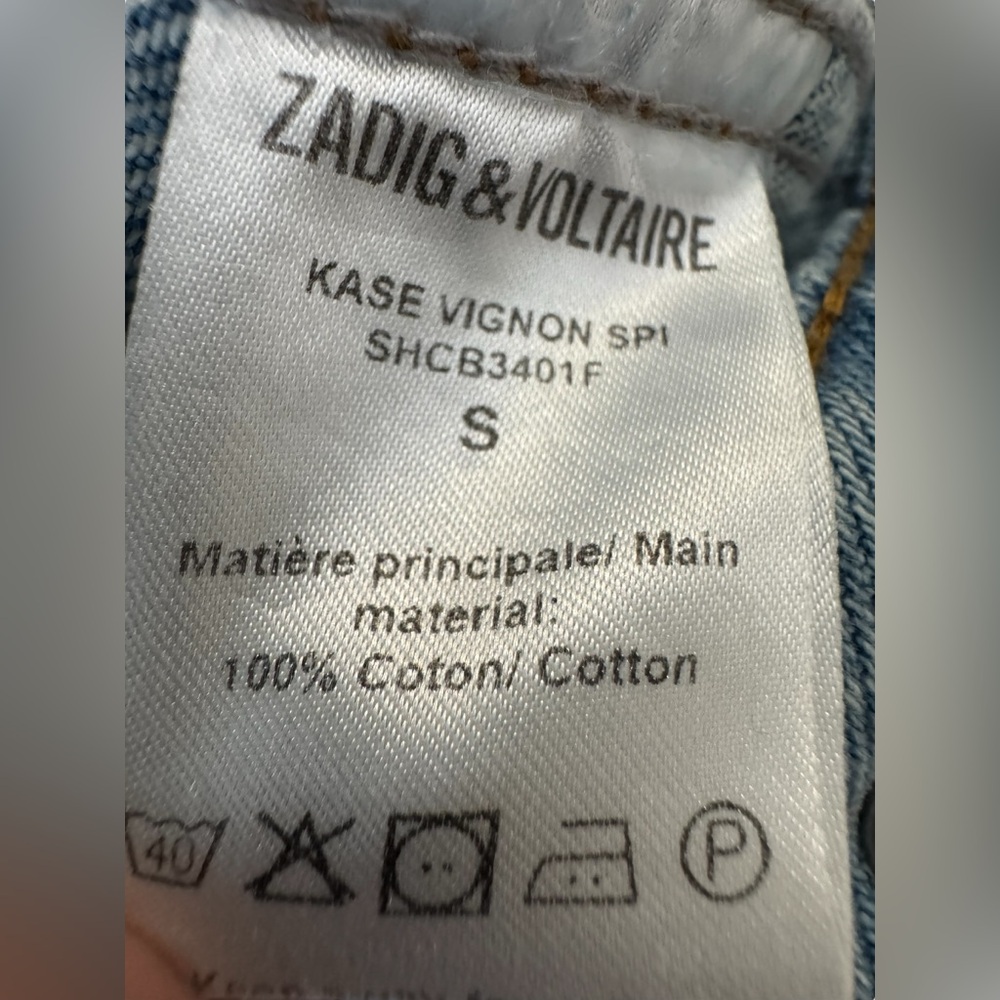 ZADIG&VOLTAIRE
KASE VIGNON SPI
SHCB3401F
S
Matière principale/ Main
material:
100% Coton/ Cotton
40
P